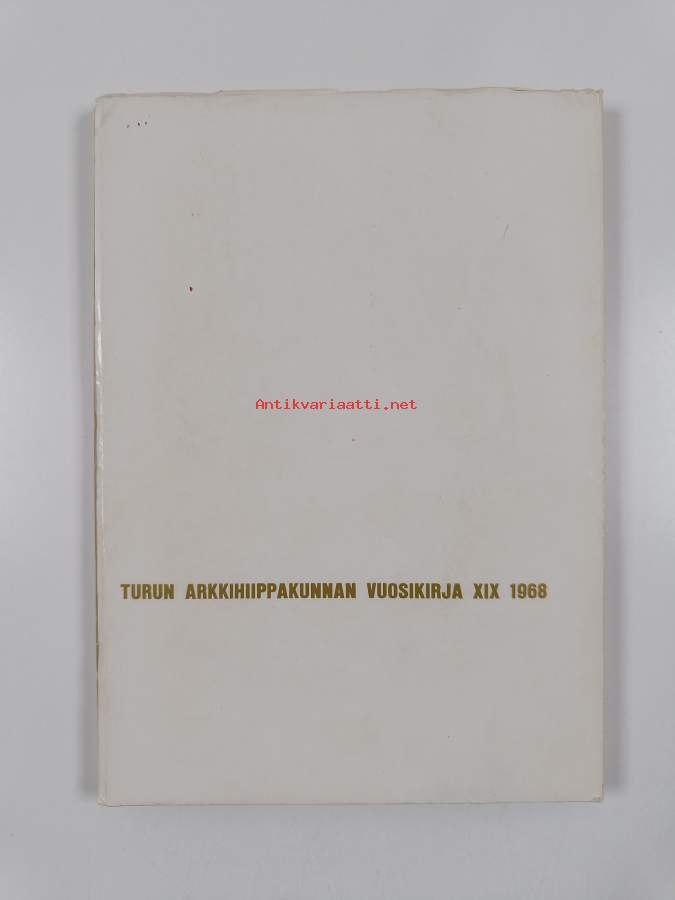 Antikvariaatti.net
TURUN ARKKIHIIPPAKUNNAN VUOSIKIRJA XIX 1968